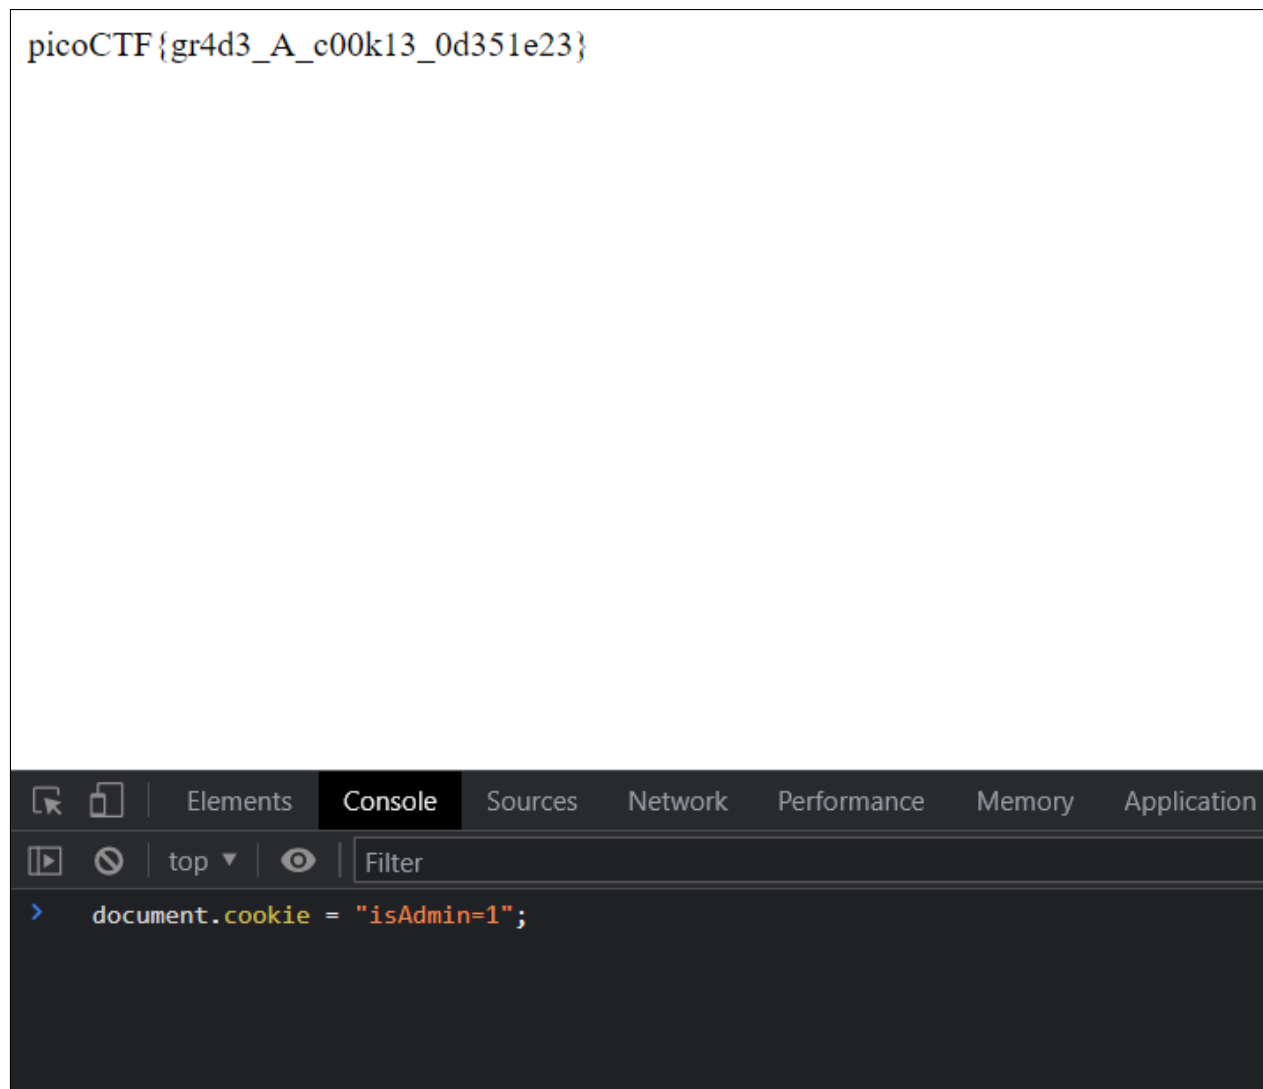 picoCTF{gr4d3_A_c00k13_0d351e23}
Elements Console Sources Network Performance Memory Application
top ▼ Filter
> document.cookie = "isAdmin=1";